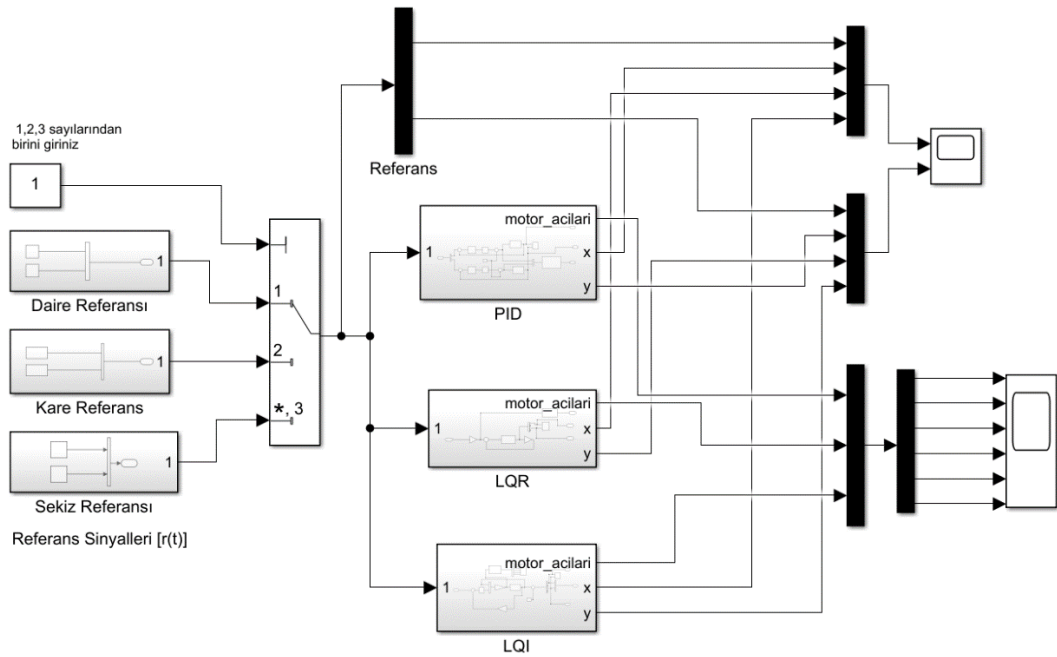 1,2,3 sayılarından
birini giriniz
1
Daire Referansı
1
Kare Referans
1
Sekiz Referansı
1
Referans Sinyalleri [r(t)]
1
2
*, 3
Referans
1
motor_acilari
x
y
PID
1
motor_acilari
x
y
LQR
1
motor_acilari
x
y
LQI